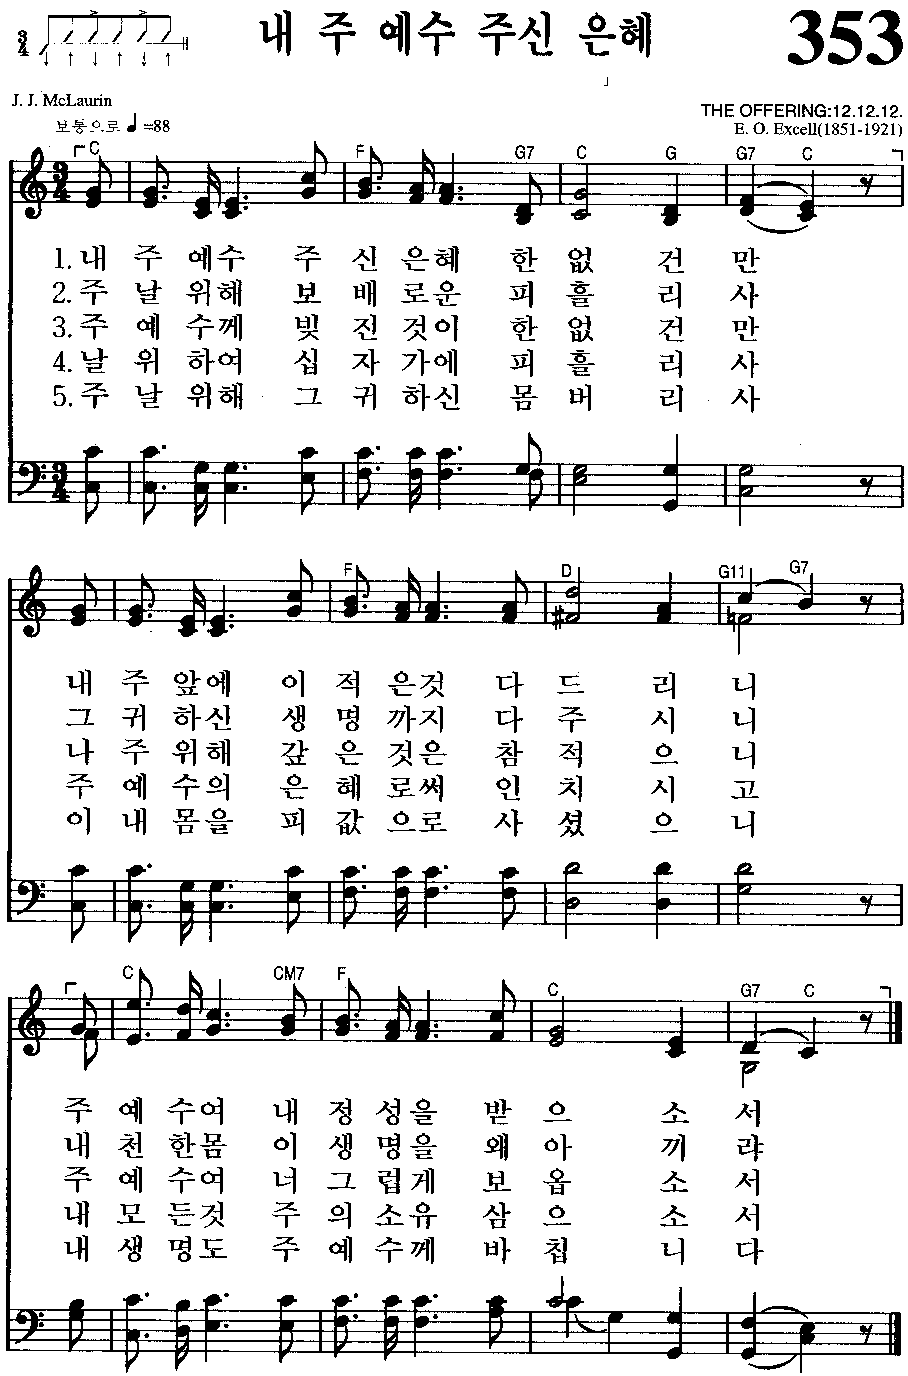 내 주 예수 주신 은혜
353
J. J. McLaurin
보통으로 ♩=88
THE OFFERING:12.12.12.
E. O. Excell(1851-1921)
C F G7 C G G7 C
1. 내 주 예수 주 신 은혜 한 없 건 만
2. 주 날 위해 보 배 로운 피 흘 리 사
3. 주 예 수께 빚 진 것이 한 없 건 만
4. 날 위 하여 십 자 가에 피 흘 리 사
5. 주 날 위해 그 귀 하신 몸 버 리 사
F D G11 G7
내 주 앞에 이 적 은것 다 드 리 니
그 귀 하신 생 명 까지 다 주 시 니
나 주 위해 갚 은 것은 참 적 으 니
주 예 수의 은 혜 로써 인 치 시 고
이 내 몸을 피 값 으로 사 셨 으 니
C CM7 F C G7 C
주 예 수여 내 정 성을 받 으 소 서
내 천 한몸 이 생 명을 왜 아 끼 랴
주 예 수여 너 그 럽게 보 옵 소 서
내 모 든것 주 의 소유 삼 으 소 서
내 생 명도 주 예 수께 바 칩 니 다